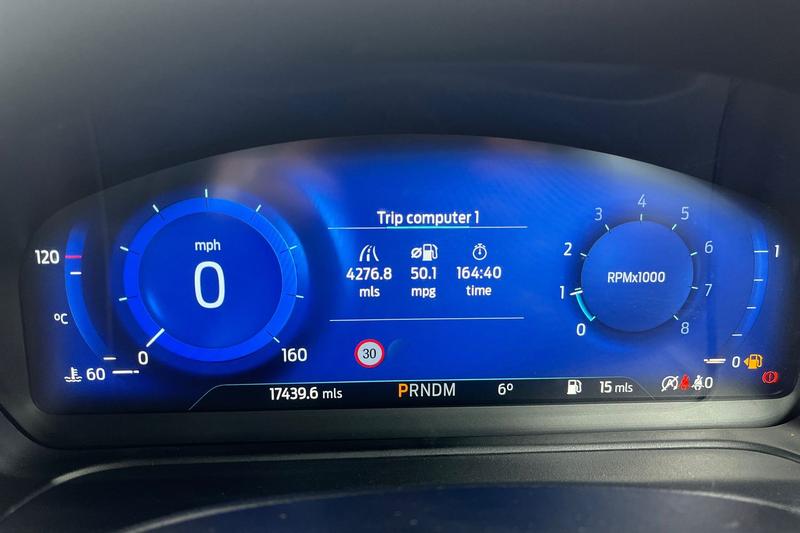 Trip computer 1
4276.8 50.1 164:40
mls mpg time
mph
0
0 160
120
ºC
60
30
RPMx1000
0 1 2 3 4 5 6 7 8
1
0
17439.6 mls PRNDM 6º 15 mls 0